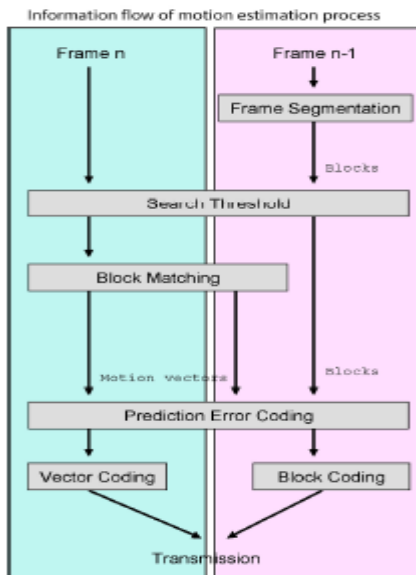 Information flow of motion estimation process
Frame n
Frame n-1
Frame Segmentation
Blocks
Search Threshold
Block Matching
Motion vectors
Blocks
Prediction Error Coding
Vector Coding
Block Coding
Transmission